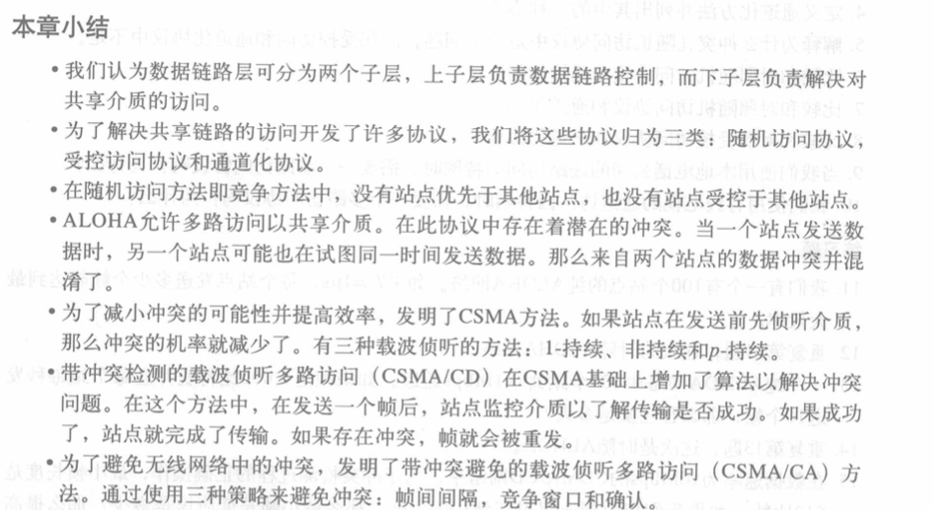 本章小结
• 我们认为数据链路层可分为两个子层，上子层负责数据链路控制，而下子层负责解决对
共享介质的访问。
• 为了解决共享链路的访问开发了许多协议，我们将这些协议归为三类：随机访问协议，
受控访问协议和通道化协议。
• 在随机访问方法即竞争方法中，没有站点优先于其他站点，也没有站点受控于其他站点。
• ALOHA允许多路访问以共享介质。在此协议中存在着潜在的冲突。当一个站点发送数
据时，另一个站点可能也在试图同一时间发送数据。那么来自两个站点的数据冲突并混
淆了。
• 为了减小冲突的可能性并提高效率，发明了CSMA方法。如果站点在发送前先侦听介质，
那么冲突的机率就减少了。有三种载波侦听的方法：1-持续、非持续和p-持续。
• 带冲突检测的载波侦听多路访问（CSMA/CD）在CSMA基础上增加了算法以解决冲突
问题。在这个方法中，在发送一个帧后，站点监控介质以了解传输是否成功。如果成功
了，站点就完成了传输。如果存在冲突，帧就会被重发。
• 为了避免无线网络中的冲突，发明了带冲突避免的载波侦听多路访问（CSMA/CA）方
法。通过使用三种策略来避免冲突：帧间间隔，竞争窗口和确认。